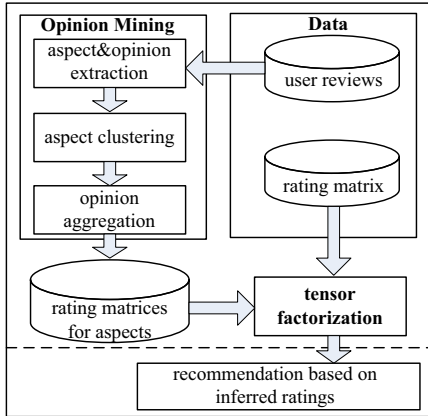 Opinion Mining
aspect&opinion
extraction
aspect clustering
opinion
aggregation
Data
user reviews
rating matrix
rating matrices
for aspects
tensor
factorization
recommendation based on
inferred ratings